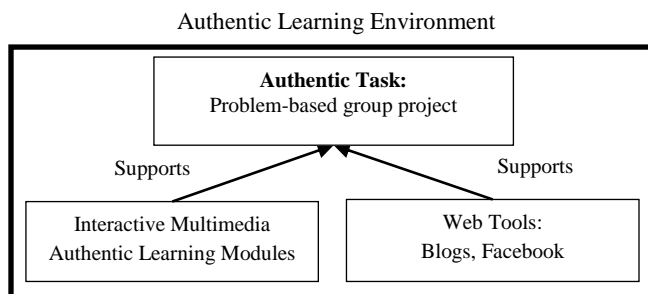 Authentic Learning Environment
Authentic Task:
Problem-based group project
Supports
Supports
Interactive Multimedia
Authentic Learning Modules
Web Tools:
Blogs, Facebook